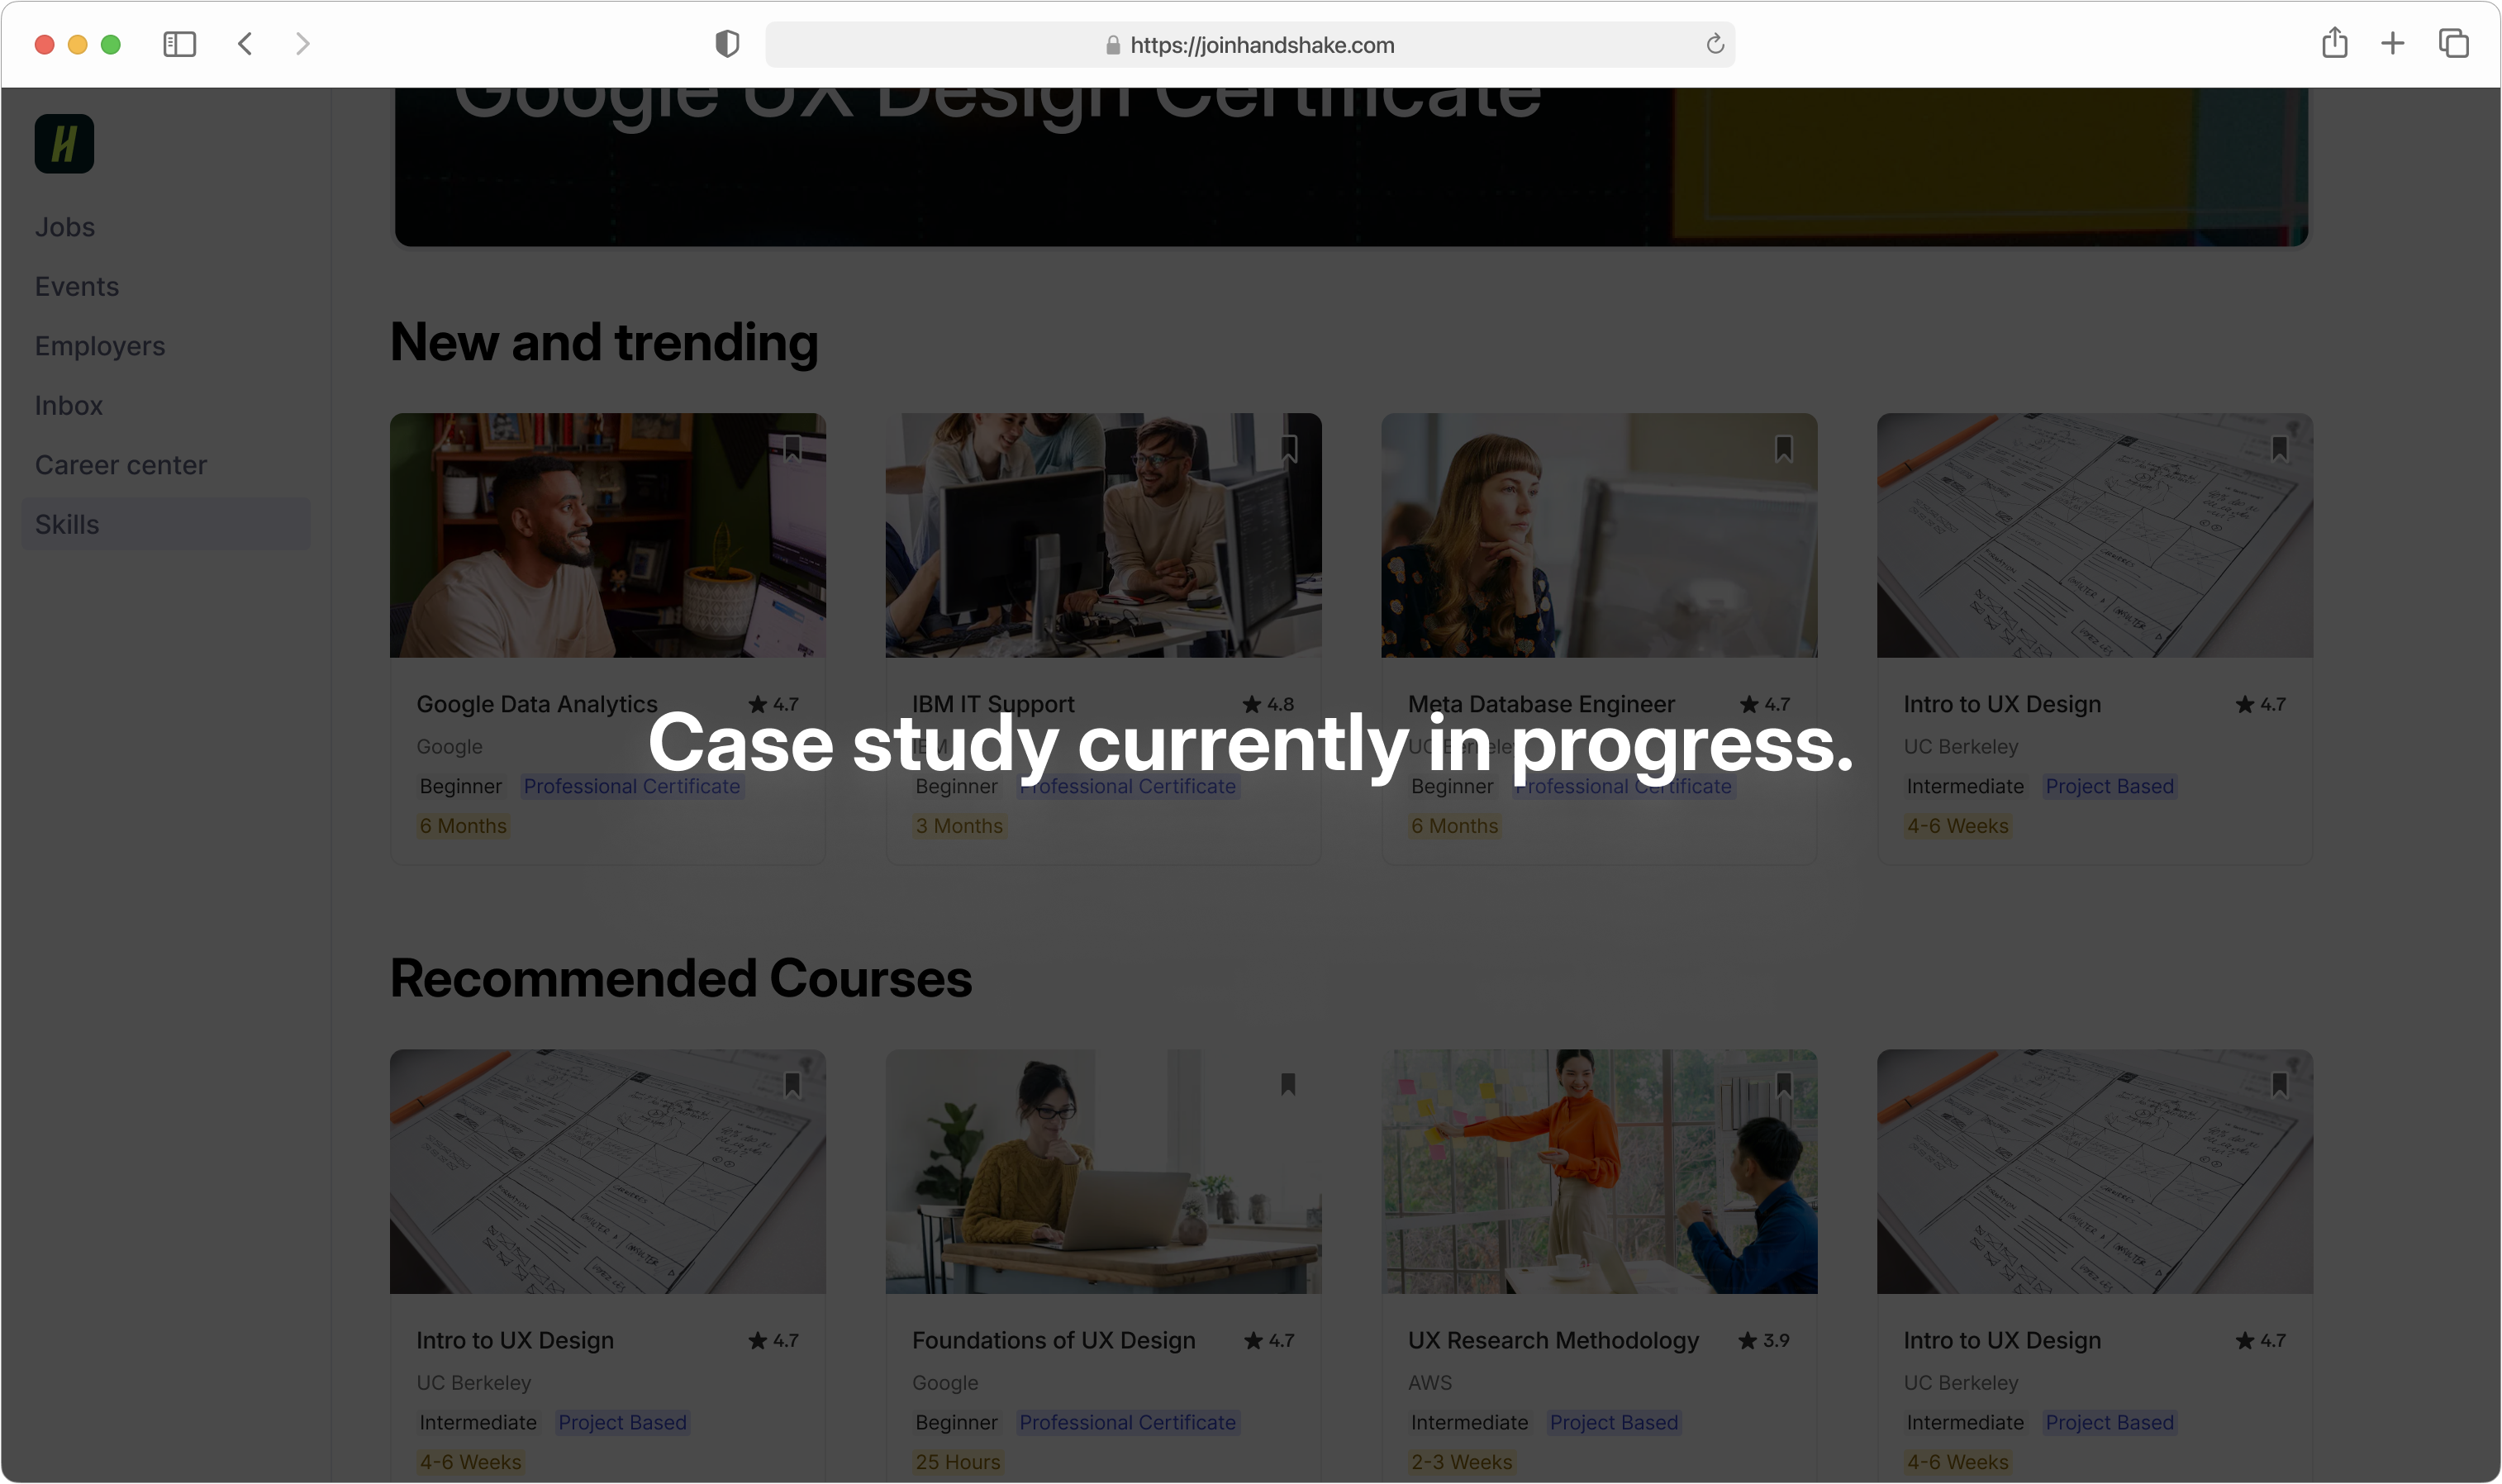 https://joinhandshake.com
Google UX Design Certificate
Jobs
Events
Employers
Inbox
Career center
Skills
New and trending
Google Data Analytics
4.7
Google
Beginner
Professional Certificate
6 Months
IBM IT Support
4.8
IBM
Beginner
Professional Certificate
3 Months
Meta Database Engineer
4.7
UC Berkeley
Beginner
Professional Certificate
6 Months
Intro to UX Design
4.7
UC Berkeley
Intermediate
Project Based
4-6 Weeks
Case study currently in progress.
Recommended Courses
Intro to UX Design
4.7
UC Berkeley
Intermediate
Project Based
4-6 Weeks
Foundations of UX Design
4.7
Google
Beginner
Professional Certificate
25 Hours
UX Research Methodology
3.9
AWS
Intermediate
Project Based
2-3 Weeks
Intro to UX Design
4.7
UC Berkeley
Intermediate
Project Based
4-6 Weeks